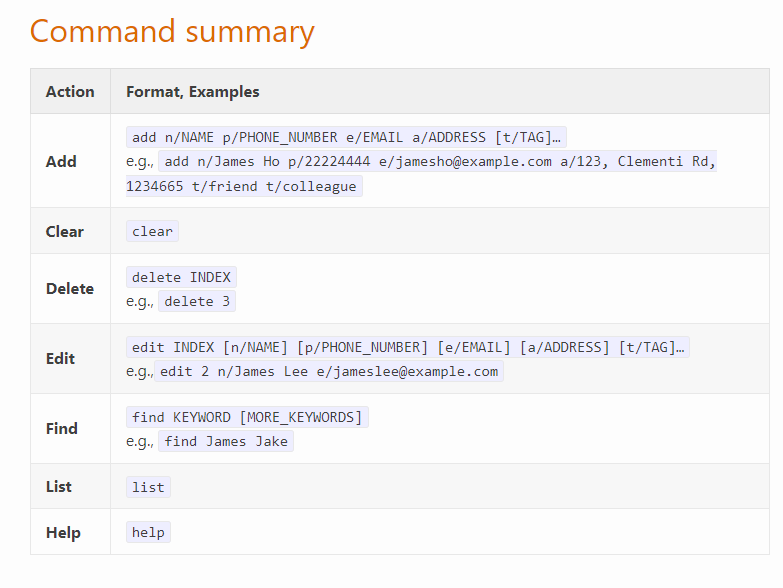 Command summary
Action Format, Examples
Add
add n/NAME p/PHONE_NUMBER e/EMAIL a/ADDRESS [t/TAG]…
e.g., add n/James Ho p/22224444 e/jamesho@example.com a/123, Clementi Rd,
1234665 t/friend t/colleague
Clear clear
Delete
delete INDEX
e.g., delete 3
Edit
edit INDEX [n/NAME] [p/PHONE_NUMBER] [e/EMAIL] [a/ADDRESS] [t/TAG]…
e.g., edit 2 n/James Lee e/jameslee@example.com
Find
find KEYWORD [MORE_KEYWORDS]
e.g., find James Jake
List list
Help help